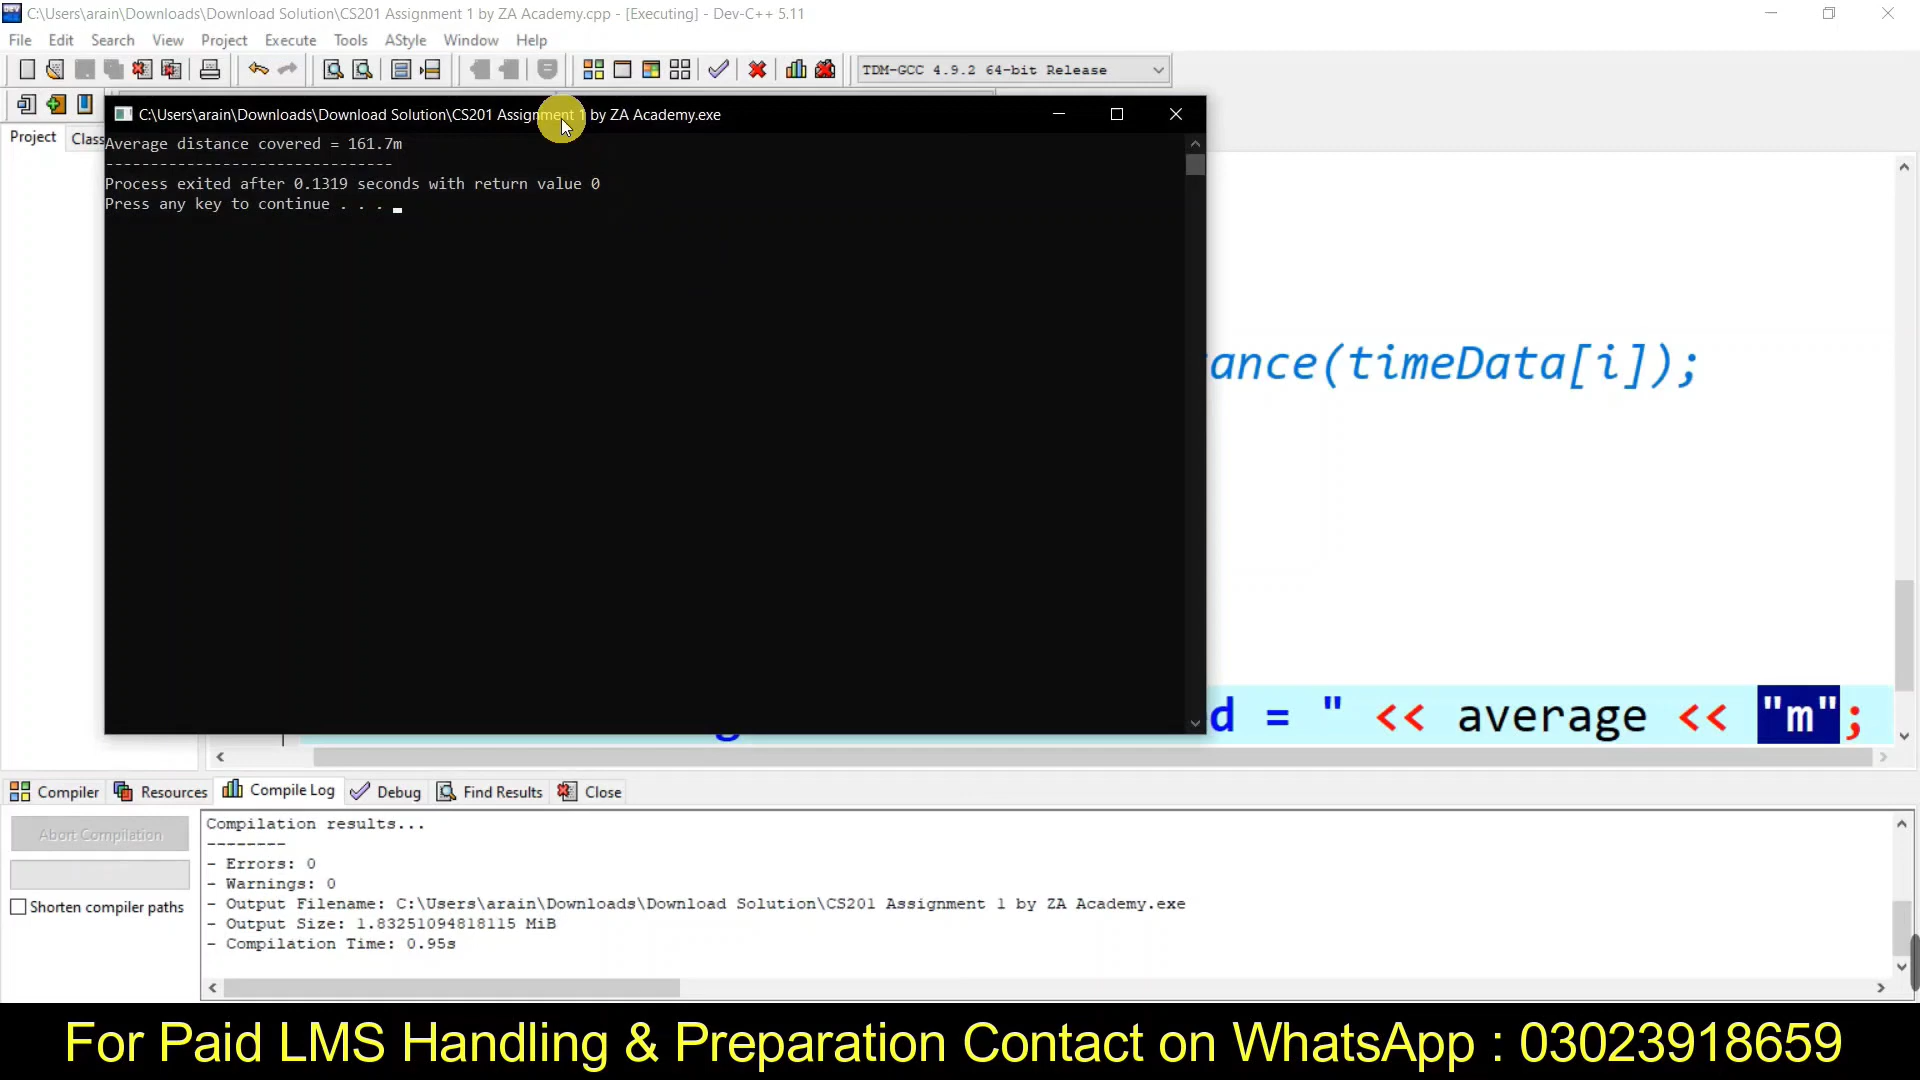 C:\Users\arain\Downloads\Download Solution\CS201 Assignment 1 by ZA Academy.cpp - [Executing] - Dev-C++ 5.11
File Edit Search View Project Execute Tools AStyle Window Help
TDM-GCC 4.9.2 64-bit Release
C:\Users\arain\Downloads\Download Solution\CS201 Assignment 1 by ZA Academy.exe
Project Class
Average distance covered = 161.7m
--------------------------------
Process exited after 0.1319 seconds with return value 0
Press any key to continue . . .
ance(timeData[i]);
d = " << average << "m";
Compiler Resources Compile Log Debug Find Results Close
Abort Compilation
Shorten compiler paths
Compilation results...
--------
- Errors: 0
- Warnings: 0
- Output Filename: C:\Users\arain\Downloads\Download Solution\CS201 Assignment 1 by ZA Academy.exe
- Output Size: 1.83251094818115 MiB
- Compilation Time: 0.95s
For Paid LMS Handling & Preparation Contact on WhatsApp : 03023918659